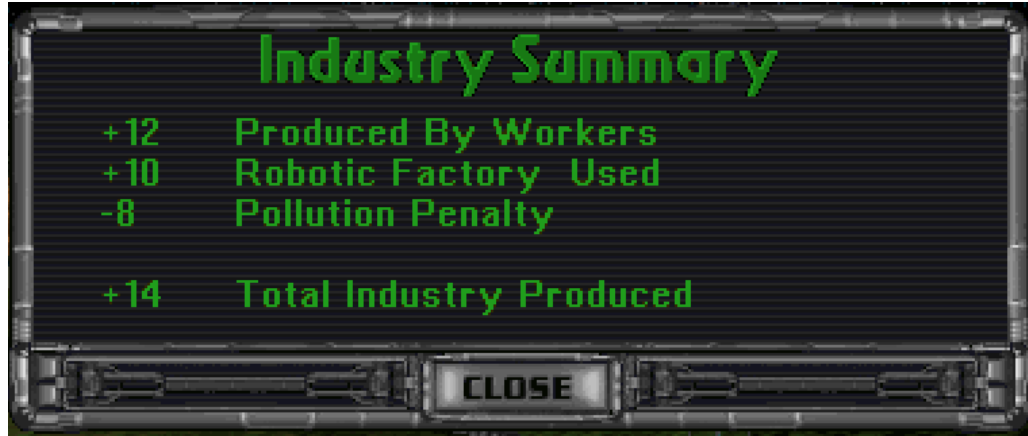 Industry Summary
+12 Produced By Workers
+10 Robotic Factory  Used
-8 Pollution Penalty
+14 Total Industry Produced
CLOSE